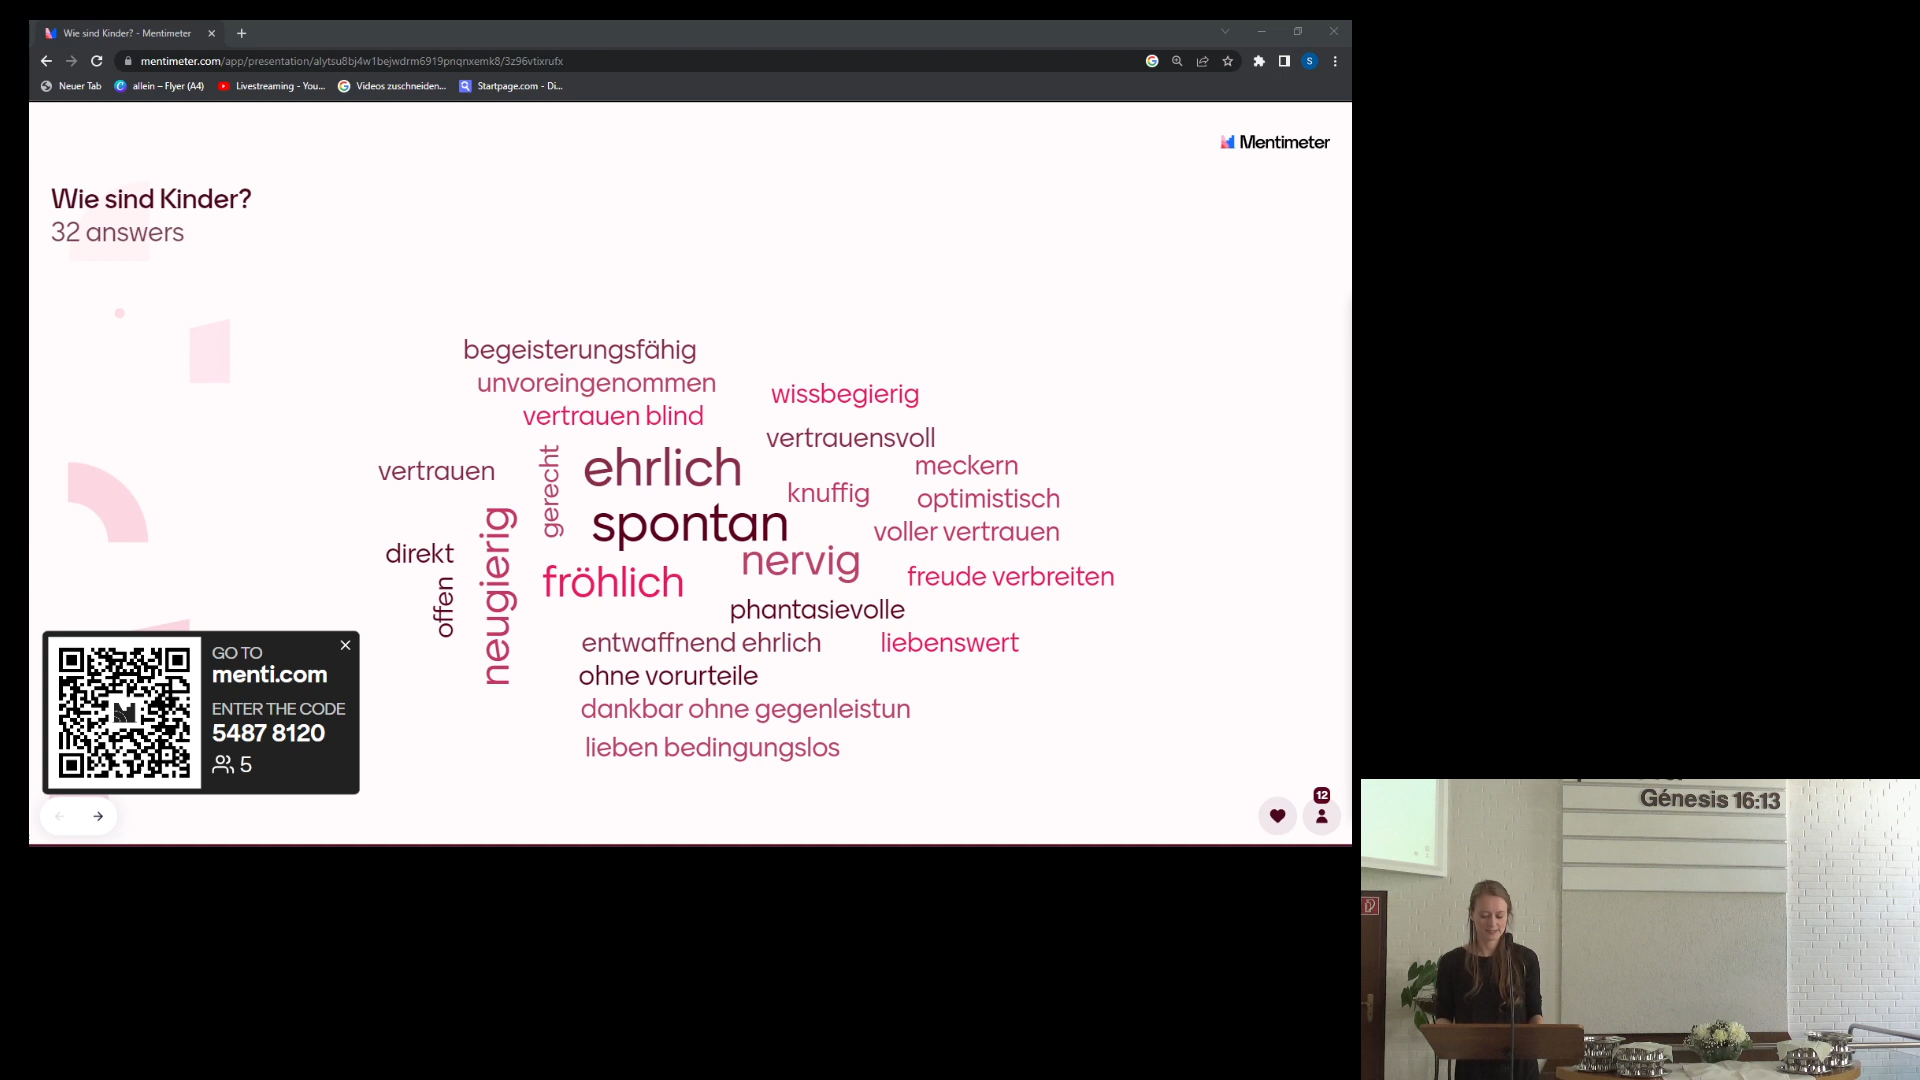 Wie sind Kinder? - Mentimeter
mentimeter.com/app/presentation/alytsu8bj4w1bejwdrm6919pnqnxemk8/3z96vtixrufx
S
Neuer Tab
allein – Flyer (A4)
Livestreaming - You...
Videos zuschneiden...
Startpage.com - Di...
Mentimeter
Wie sind Kinder?
32 answers
begeisterungsfähig
unvoreingenommen
wissbegierig
vertrauen blind
vertrauensvoll
vertrauen
gerecht
ehrlich
meckern
knuffig
optimistisch
spontan
voller vertrauen
direkt
offen
neugierig
fröhlich
nervig
freude verbreiten
phantasievolle
entwaffnend ehrlich
liebenswert
ohne vorurteile
dankbar ohne gegenleistun
lieben bedingungslos
GO TO
menti.com
ENTER THE CODE
5487 8120
5
12
Génesis 16:13